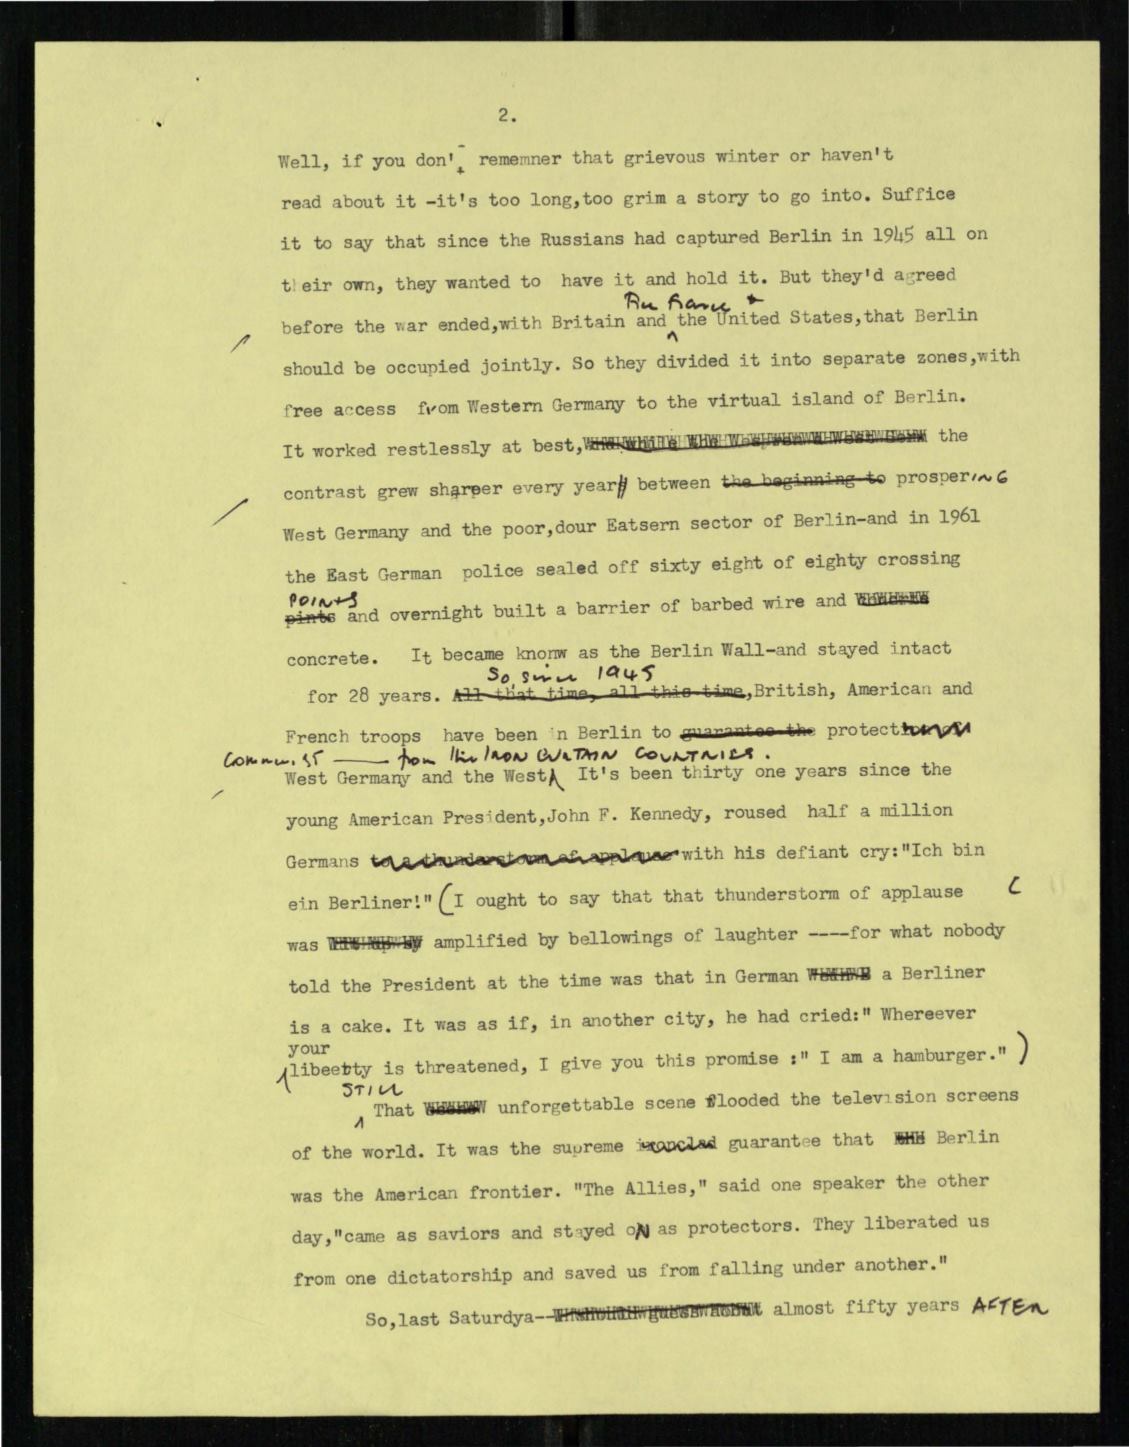 2.
Well, if you don't rememner that grievous winter or haven't
read about it -it's too long,too grim a story to go into. Suffice
it to say that since the Russians had captured Berlin in 1945 all on
their own, they wanted to have it and hold it. But they'd agreed
France +
before the war ended,with Britain and the United States,that Berlin
should be occupied jointly. So they divided it into separate zones,with
free access from Western Germany to the virtual island of Berlin.
It worked restlessly at best, the
contrast grew sharper every year between the beginning to prosperING
West Germany and the poor,dour Eatsern sector of Berlin-and in 1961
the East German police sealed off sixty eight of eighty crossing
POINTS
pints and overnight built a barrier of barbed wire and
concrete. It became knonw as the Berlin Wall-and stayed intact
So, since 1945
for 28 years. All that time, all this time,British, American and
French troops have been in Berlin to guarantee the protect
Communist from the IRON CURTAIN COUNTRIES.
West Germany and the West It's been thirty one years since the
young American President,John F. Kennedy, roused half a million
Germans to a thunderstorm of applause with his defiant cry:"Ich bin
ein Berliner!" (I ought to say that that thunderstorm of applause
was amplified by bellowings of laughter ----for what nobody
told the President at the time was that in German a Berliner
is a cake. It was as if, in another city, he had cried:" Whereever
your
libeetty is threatened, I give you this promise :" I am a hamburger.")
STILL
That unforgettable scene flooded the television screens
of the world. It was the supreme ironclad guarantee that Berlin
was the American frontier. "The Allies," said one speaker the other
day,"came as saviors and stayed oN as protectors. They liberated us
from one dictatorship and saved us from falling under another."
So,last Saturdya-- almost fifty years AFTER